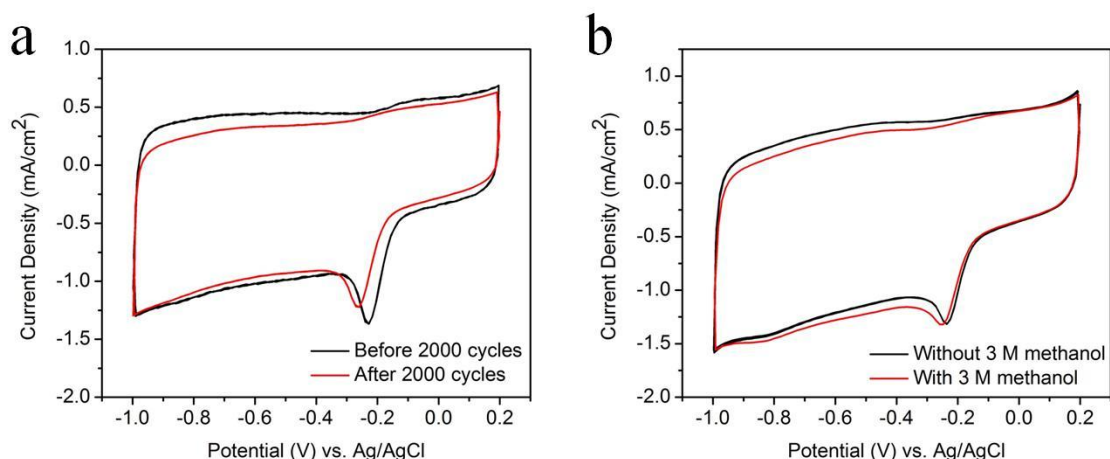 a
1.0
0.5
0.0
-0.5
-1.0
-1.5
-2.0
Current Density (mA/cm²)
Before 2000 cycles
After 2000 cycles
-1.0 -0.8 -0.6 -0.4 -0.2 0.0 0.2
Potential (V) vs. Ag/AgCl
b
1.0
0.5
0.0
-0.5
-1.0
-1.5
-2.0
Current Density (mA/cm²)
Without 3 M methanol
With 3 M methanol
-1.0 -0.8 -0.6 -0.4 -0.2 0.0 0.2
Potential (V) vs. Ag/AgCl